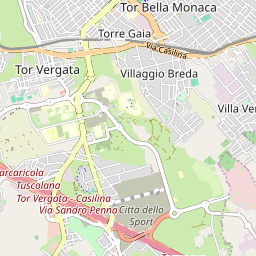 Tor Bella Monaca
Torre Gaia
Via Casilina
Tor Vergata
Villaggio Breda
Villa Ve
arcaricola
Tuscolana
Tor Vergata - Casilina
Via Sandro Penna
Città dello
Sport